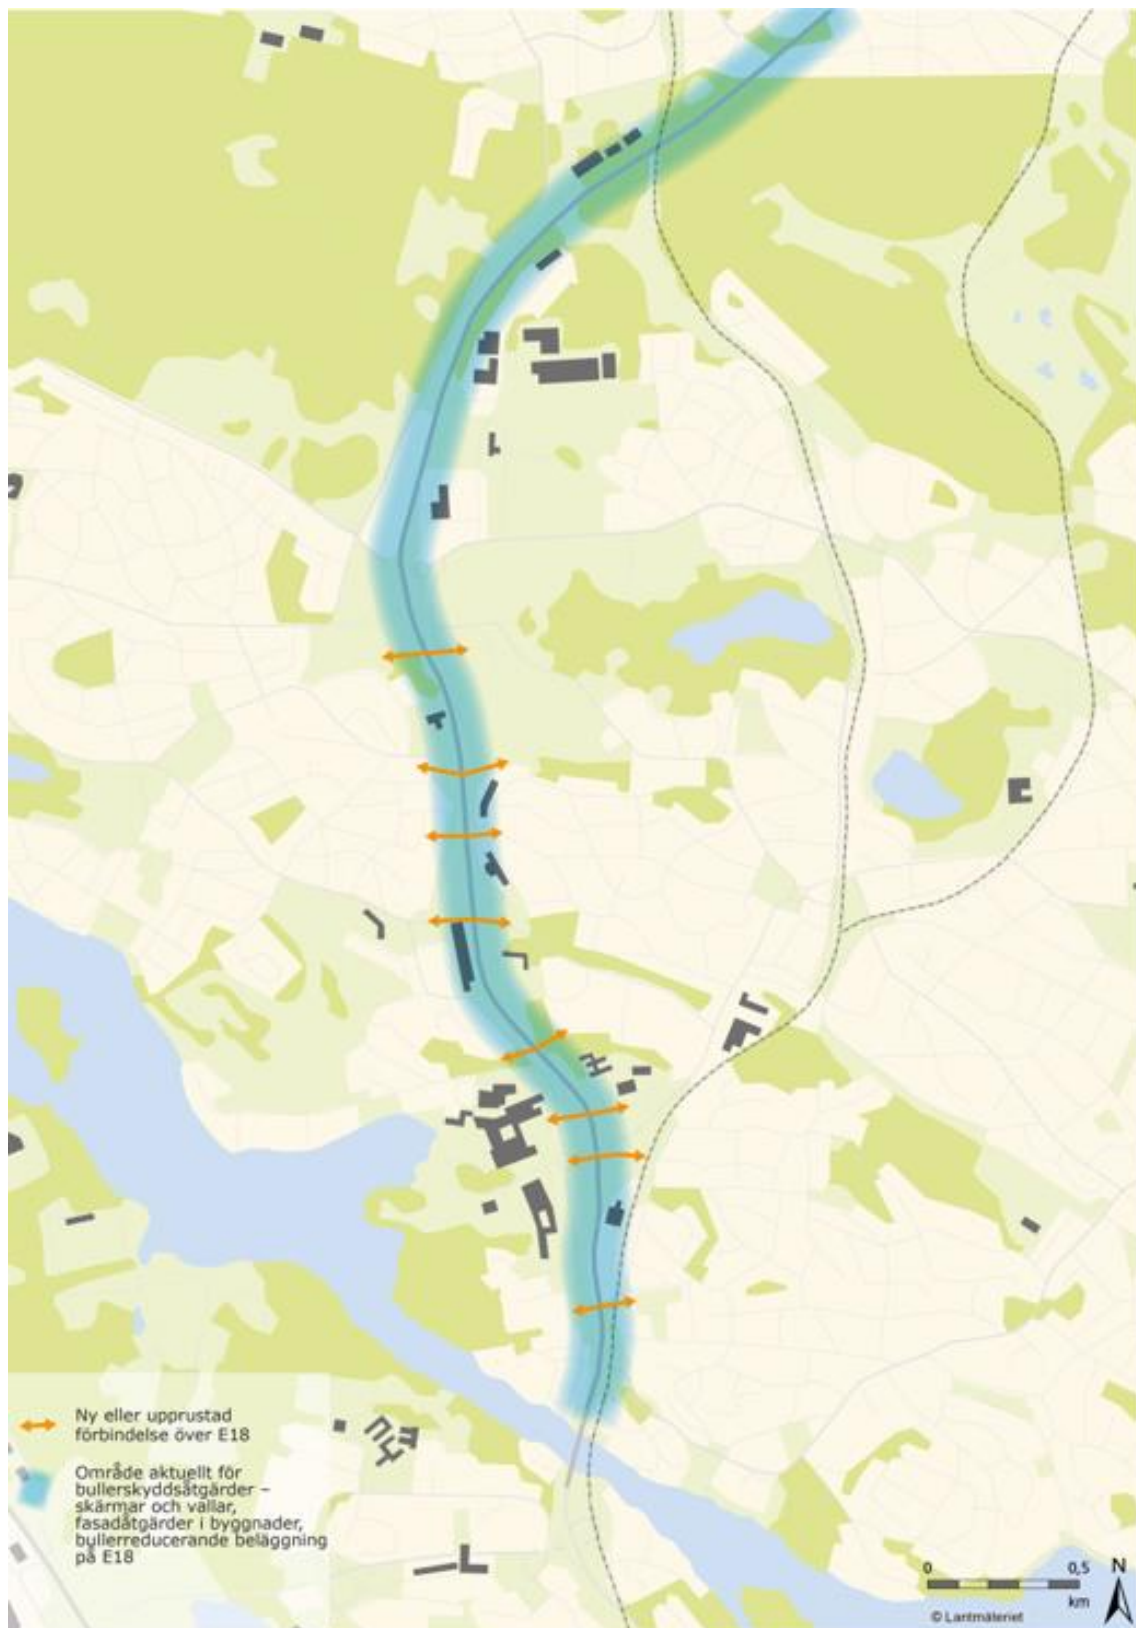 Ny eller upprustad
förbindelse över E18
Område aktuellt för
bullerskyddsåtgärder –
skärmar och vallar,
fasadåtgärder i byggnader,
bullerreducerande beläggning
på E18
0 0,5 N
km
© Lantmäteriet